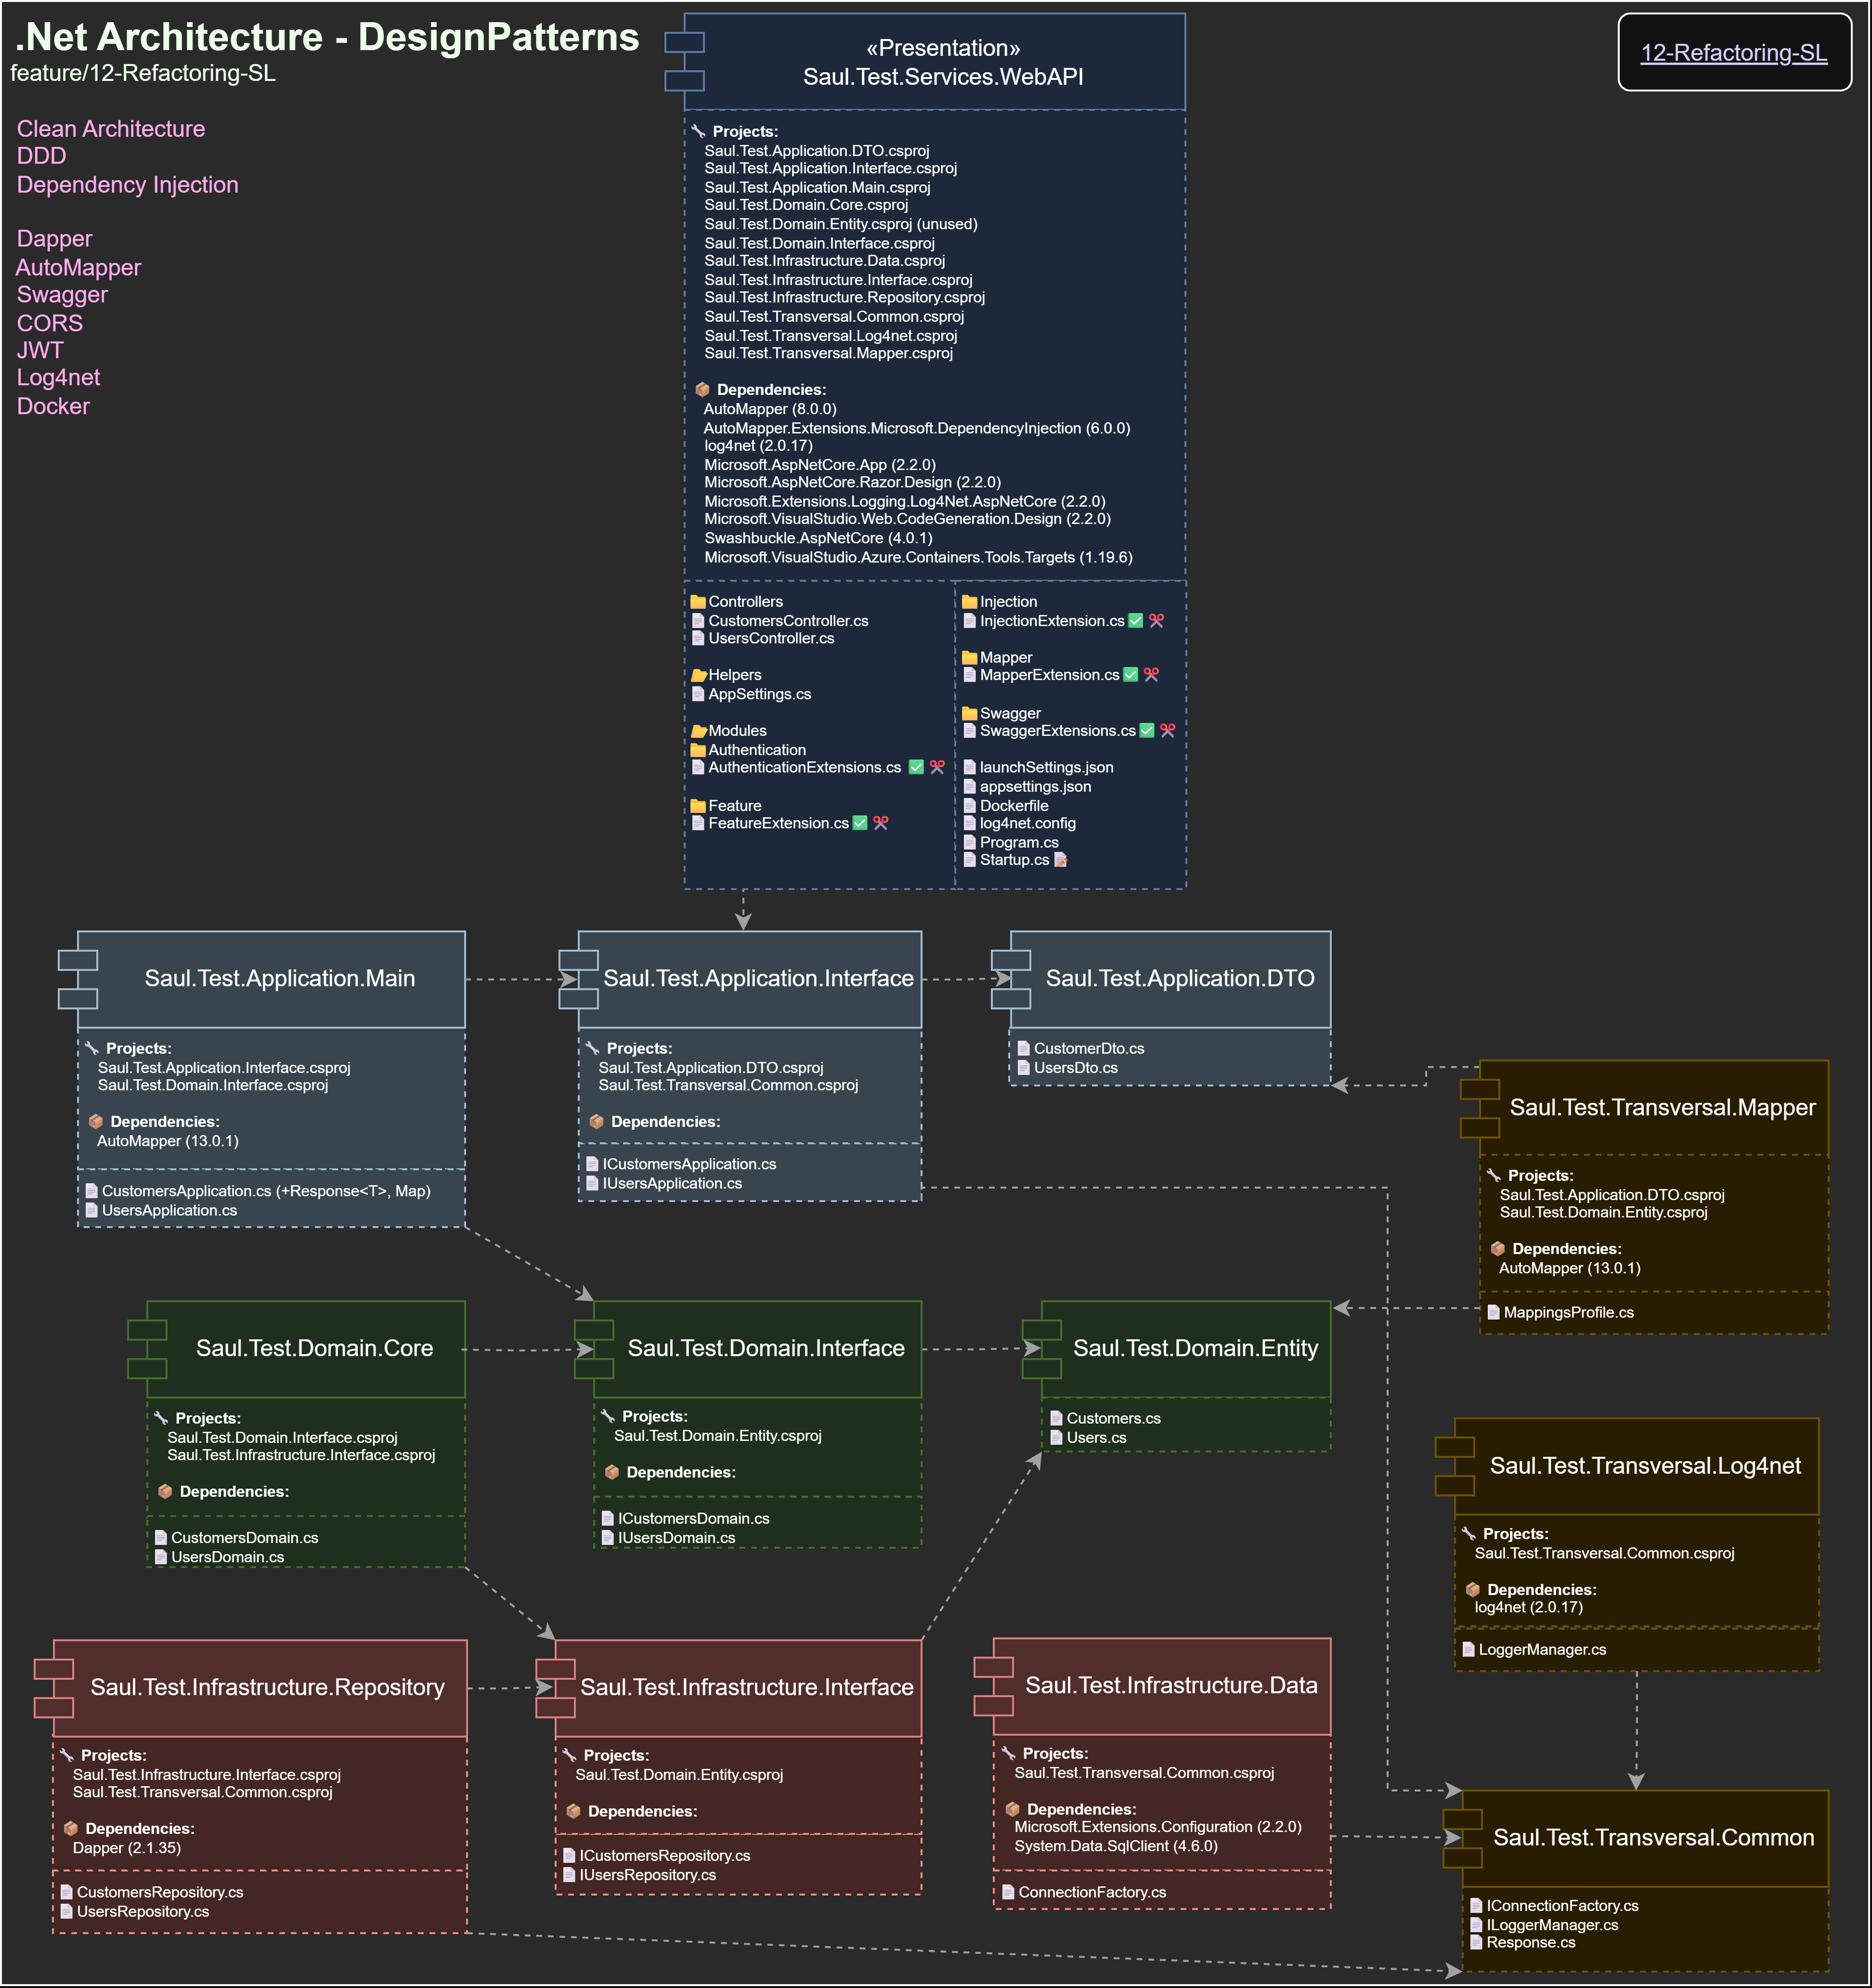 .Net Architecture - DesignPatterns
feature/12-Refactoring-SL
Clean Architecture
DDD
Dependency Injection
Dapper
AutoMapper
Swagger
CORS
JWT
Log4net
Docker
12-Refactoring-SL
«Presentation»
Saul.Test.Services.WebAPI
Projects:
Saul.Test.Application.DTO.csproj
Saul.Test.Application.Interface.csproj
Saul.Test.Application.Main.csproj
Saul.Test.Domain.Core.csproj
Saul.Test.Domain.Entity.csproj (unused)
Saul.Test.Domain.Interface.csproj
Saul.Test.Infrastructure.Data.csproj
Saul.Test.Infrastructure.Interface.csproj
Saul.Test.Infrastructure.Repository.csproj
Saul.Test.Transversal.Common.csproj
Saul.Test.Transversal.Log4net.csproj
Saul.Test.Transversal.Mapper.csproj
Dependencies:
AutoMapper (8.0.0)
AutoMapper.Extensions.Microsoft.DependencyInjection (6.0.0)
log4net (2.0.17)
Microsoft.AspNetCore.App (2.2.0)
Microsoft.AspNetCore.Razor.Design (2.2.0)
Microsoft.Extensions.Logging.Log4Net.AspNetCore (2.2.0)
Microsoft.VisualStudio.Web.CodeGeneration.Design (2.2.0)
Swashbuckle.AspNetCore (4.0.1)
Microsoft.VisualStudio.Azure.Containers.Tools.Targets (1.19.6)
Controllers
CustomersController.cs
UsersController.cs
Helpers
AppSettings.cs
Modules
Authentication
AuthenticationExtensions.cs
Feature
FeatureExtension.cs
Injection
InjectionExtension.cs
Mapper
MapperExtension.cs
Swagger
SwaggerExtensions.cs
launchSettings.json
appsettings.json
Dockerfile
log4net.config
Program.cs
Startup.cs
Saul.Test.Application.Main
Projects:
Saul.Test.Application.Interface.csproj
Saul.Test.Domain.Interface.csproj
Dependencies:
AutoMapper (13.0.1)
CustomersApplication.cs (+Response<T>, Map)
UsersApplication.cs
Saul.Test.Application.Interface
Projects:
Saul.Test.Application.DTO.csproj
Saul.Test.Transversal.Common.csproj
Dependencies:
ICustomersApplication.cs
IUsersApplication.cs
Saul.Test.Application.DTO
CustomerDto.cs
UsersDto.cs
Saul.Test.Transversal.Mapper
Projects:
Saul.Test.Application.DTO.csproj
Saul.Test.Domain.Entity.csproj
Dependencies:
AutoMapper (13.0.1)
MappingsProfile.cs
Saul.Test.Domain.Core
Projects:
Saul.Test.Domain.Interface.csproj
Saul.Test.Infrastructure.Interface.csproj
Dependencies:
CustomersDomain.cs
UsersDomain.cs
Saul.Test.Domain.Interface
Projects:
Saul.Test.Domain.Entity.csproj
Dependencies:
ICustomersDomain.cs
IUsersDomain.cs
Saul.Test.Domain.Entity
Customers.cs
Users.cs
Saul.Test.Transversal.Log4net
Projects:
Saul.Test.Transversal.Common.csproj
Dependencies:
log4net (2.0.17)
LoggerManager.cs
Saul.Test.Infrastructure.Repository
Projects:
Saul.Test.Infrastructure.Interface.csproj
Saul.Test.Transversal.Common.csproj
Dependencies:
Dapper (2.1.35)
CustomersRepository.cs
UsersRepository.cs
Saul.Test.Infrastructure.Interface
Projects:
Saul.Test.Domain.Entity.csproj
Dependencies:
ICustomersRepository.cs
IUsersRepository.cs
Saul.Test.Infrastructure.Data
Projects:
Saul.Test.Transversal.Common.csproj
Dependencies:
Microsoft.Extensions.Configuration (2.2.0)
System.Data.SqlClient (4.6.0)
ConnectionFactory.cs
Saul.Test.Transversal.Common
IConnectionFactory.cs
ILoggerManager.cs
Response.cs